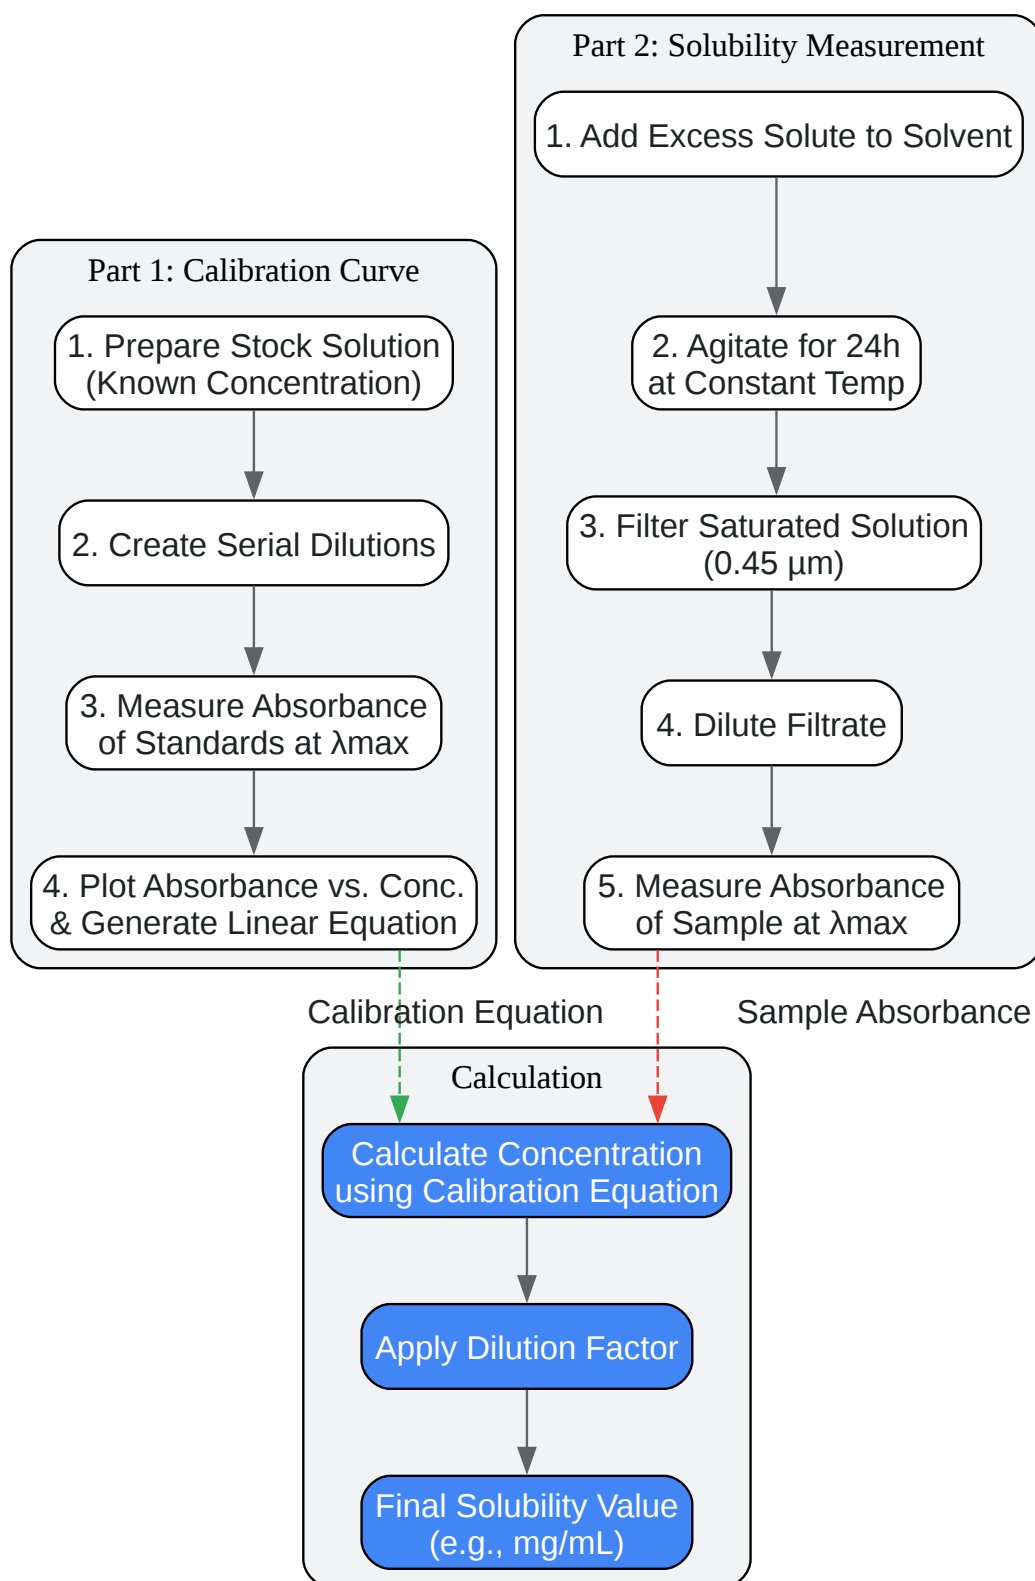 Part 2: Solubility Measurement
1. Add Excess Solute to Solvent
2. Agitate for 24h
at Constant Temp
3. Filter Saturated Solution
(0.45 µm)
4. Dilute Filtrate
5. Measure Absorbance
of Sample at λmax
Part 1: Calibration Curve
1. Prepare Stock Solution
(Known Concentration)
2. Create Serial Dilutions
3. Measure Absorbance
of Standards at λmax
4. Plot Absorbance vs. Conc.
& Generate Linear Equation
Calibration Equation
Sample Absorbance
Calculation
Calculate Concentration
using Calibration Equation
Apply Dilution Factor
Final Solubility Value
(e.g., mg/mL)